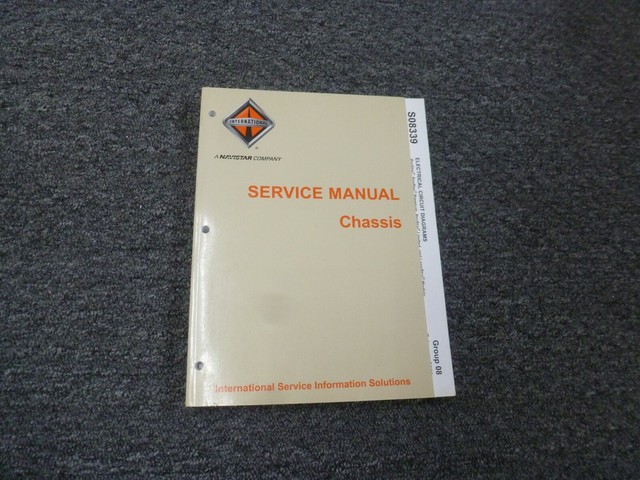 INTERNATIONAL
®
A NAVISTAR COMPANY
SERVICE MANUAL
Chassis
International Service Information Solutions
S08339
ELECTRICAL CIRCUIT DIAGRAMS
Group 08